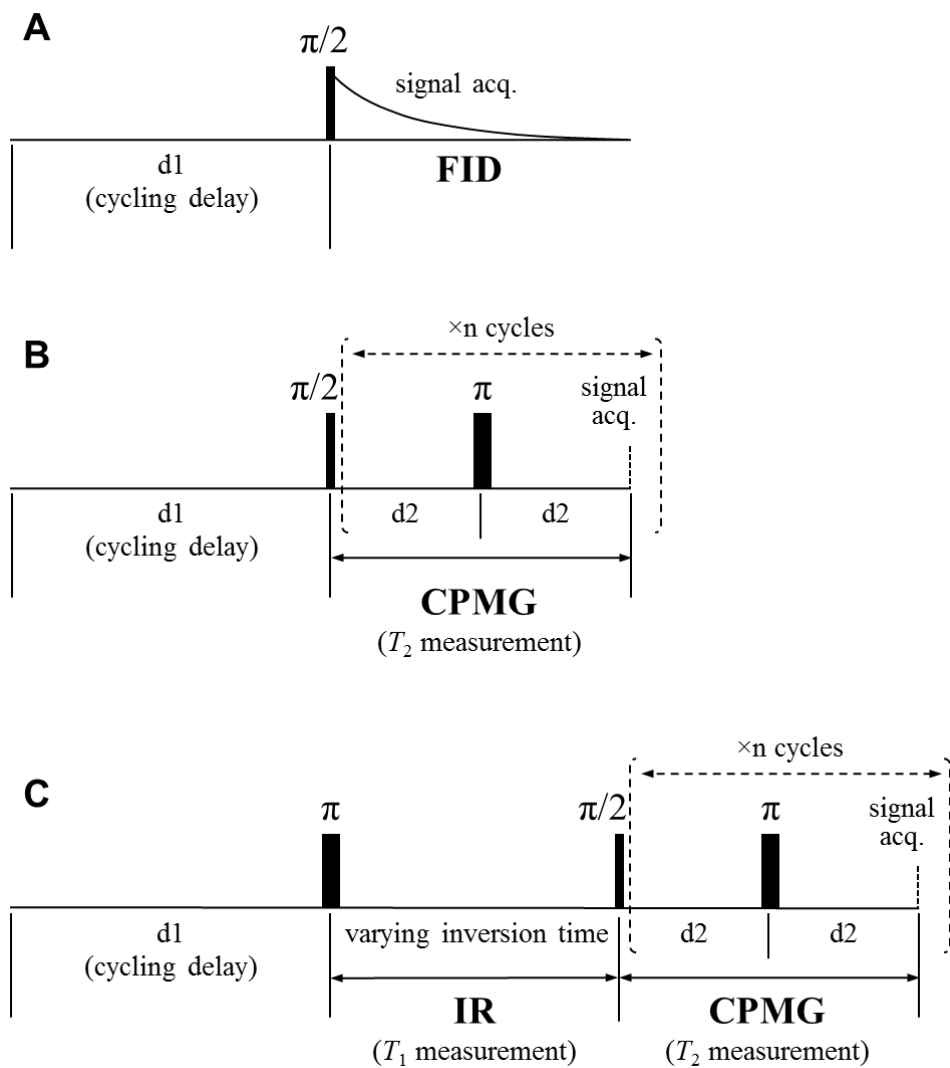 A
π/2
signal acq.
d1
(cycling delay)
FID
B
×n cycles
π/2
π
signal
acq.
d2
d2
d1
(cycling delay)
CPMG
(T₂ measurement)
C
×n cycles
π
π/2
π
signal
acq.
d1
(cycling delay)
varying inversion time
d2
d2
IR
(T₁ measurement)
CPMG
(T₂ measurement)